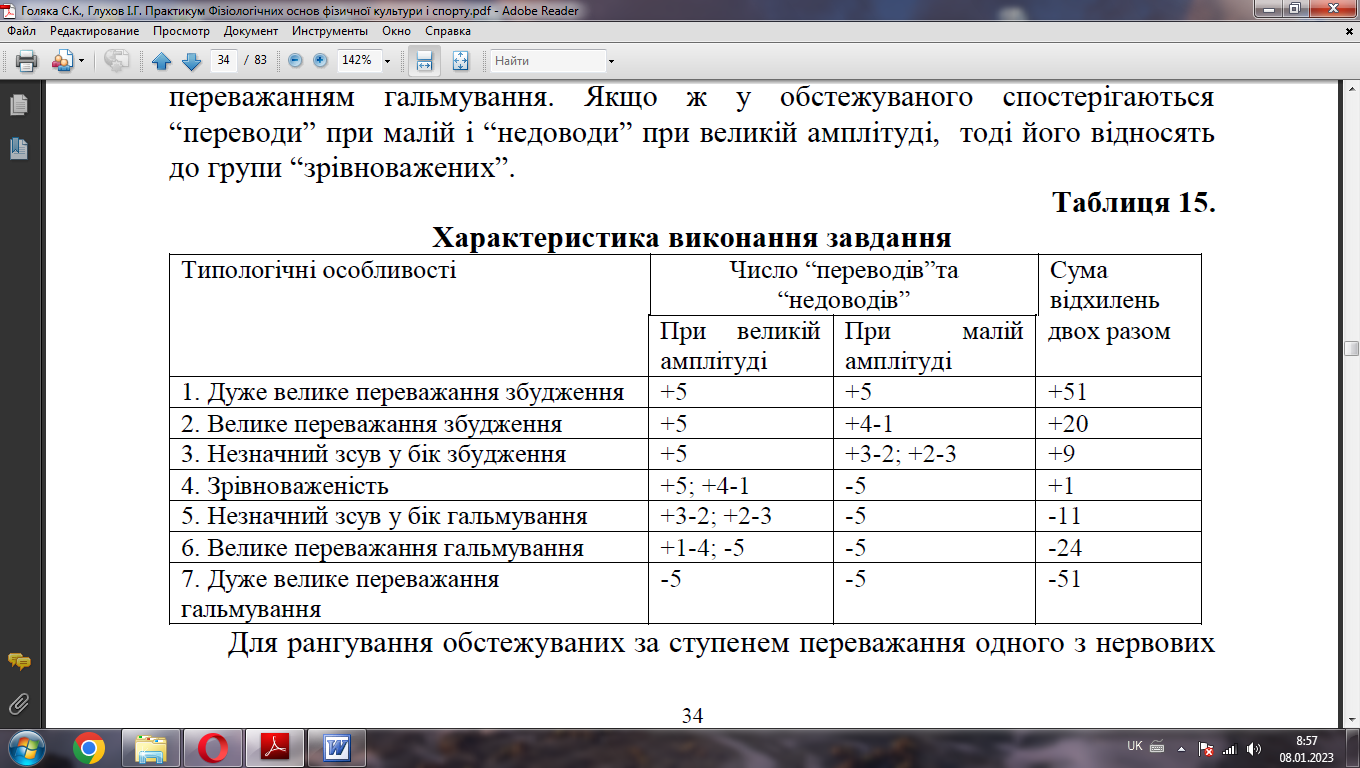 Голяка С.К., Глухов І.Г. Практикум Фізіологічних основ фізичної культури і спорту.pdf - Adobe Reader
Файл Редактирование Просмотр Документ Инструменты Окно Справка
34 / 83 142% Найти
переважанням гальмування. Якщо ж у обстежуваного спостерігаються
“переводи” при малій і “недоводи” при великій амплітуді, тоді його відносять
до групи “зрівноважених”.
Таблиця 15.
Характеристика виконання завдання
Типологічні особливості
Число “переводів”та
“недоводів”
Сума
відхилень
двох разом
При великій
амплітуді
При малій
амплітуді
1. Дуже велике переважання збудження +5 +5 +51
2. Велике переважання збудження +5 +4-1 +20
3. Незначний зсув у бік збудження +5 +3-2; +2-3 +9
4. Зрівноваженість +5; +4-1 -5 +1
5. Незначний зсув у бік гальмування +3-2; +2-3 -5 -11
6. Велике переважання гальмування +1-4; -5 -5 -24
7. Дуже велике переважання
гальмування -5 -5 -51
Для рангування обстежуваних за ступенем переважання одного з нервових
34
UK 8:57
08.01.2023